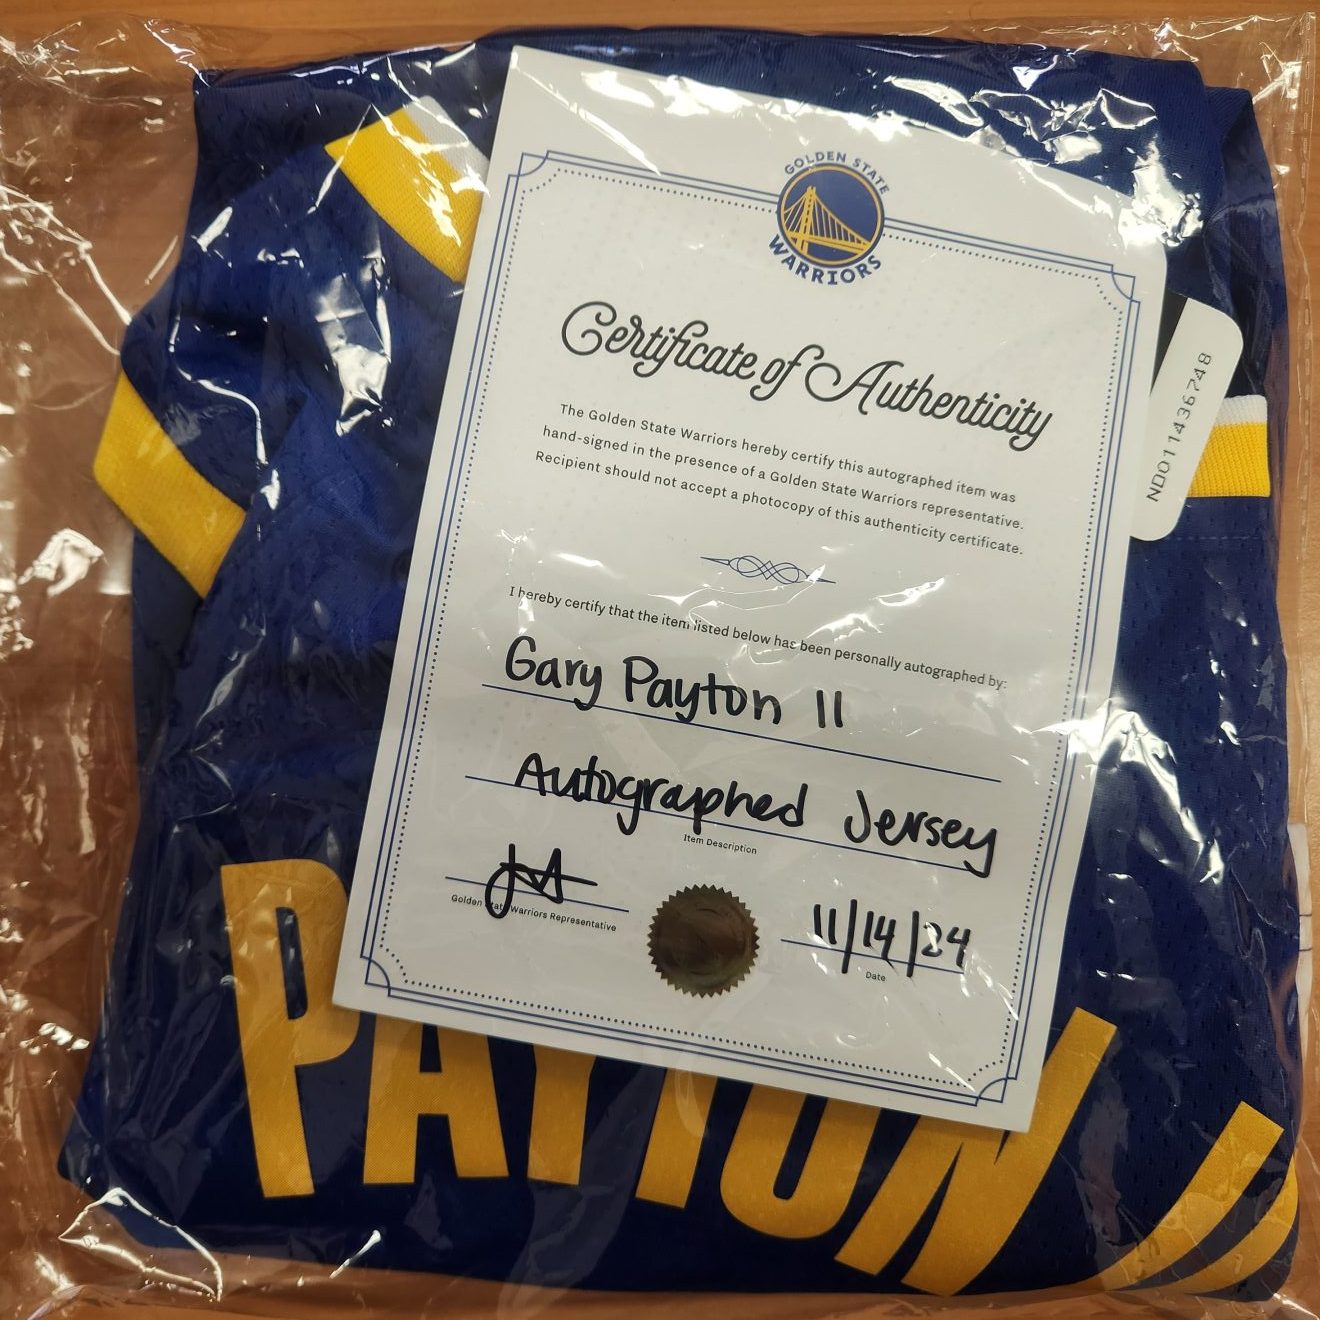 GOLDEN STATE
WARRIORS
Certificate of Authenticity
The Golden State Warriors hereby certify this autographed item was
hand-signed in the presence of a Golden State Warriors representative.
Recipient should not accept a photocopy of this authenticity certificate.
ND011436748
I hereby certify that the item listed below has been personally autographed by:
Gary Payton II
Autographed Jersey
Item Description
Golden State Warriors Representative
11/14/24
Date
PAYTON II